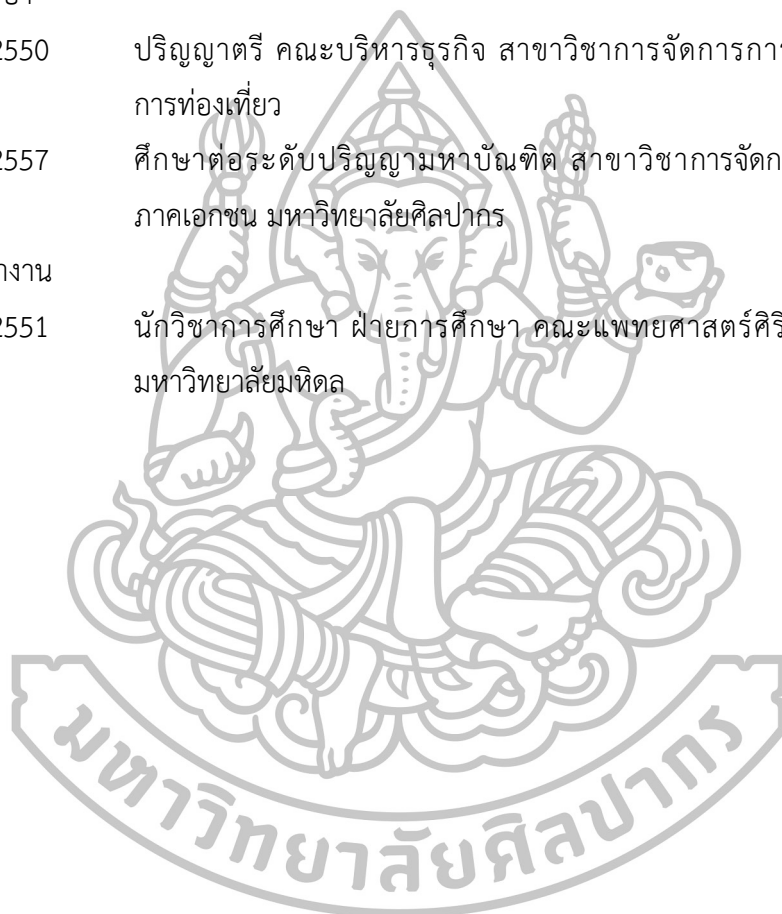 2550 ปริญญาตรี คณะบริหารธุรกิจ สาขาวิชาการจัดการการ
การท่องเที่ยว
2557 ศึกษาต่อระดับปริญญามหาบัณฑิต สาขาวิชาการจัดก
ภาคเอกชน มหาวิทยาลัยศิลปากร
างาน
2551 นักวิชาการศึกษา ฝ่ายการศึกษา คณะแพทยศาสตร์ศิริ
มหาวิทยาลัยมหิดล
มหาวิทยาลัยศิลปากร